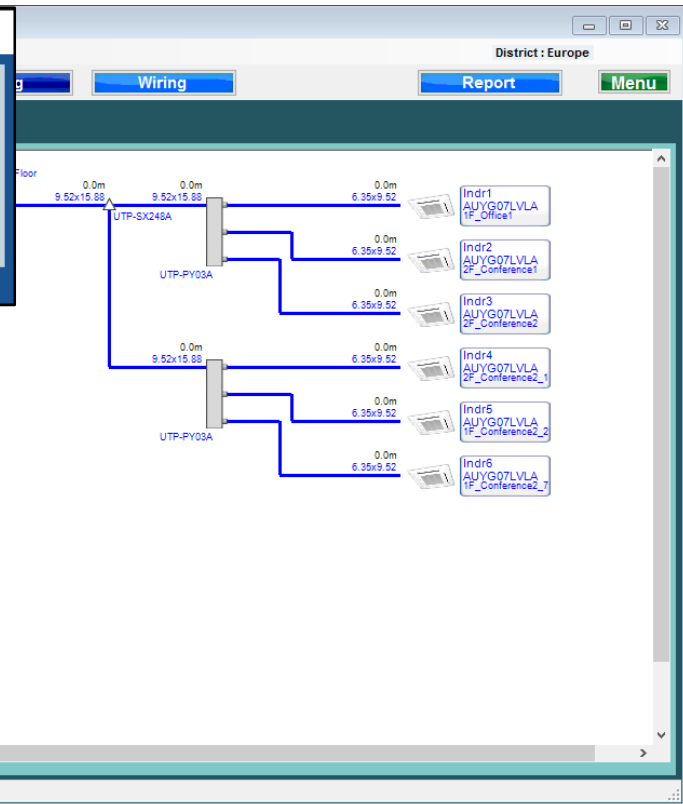 District : Europe
g
Wiring
Report
Menu
Floor
0.0m
9.52x15.88
0.0m
9.52x15.88
UTP-SX248A
UTP-PY03A
0.0m
6.35x9.52
Indr1
AUYG07LVLA
1F_Office1
0.0m
6.35x9.52
Indr2
AUYG07LVLA
2F_Conference1
0.0m
6.35x9.52
Indr3
AUYG07LVLA
2F_Conference2
0.0m
9.52x15.88
UTP-PY03A
0.0m
6.35x9.52
Indr4
AUYG07LVLA
2F_Conference2_1
0.0m
6.35x9.52
Indr5
AUYG07LVLA
1F_Conference2_2
0.0m
6.35x9.52
Indr6
AUYG07LVLA
1F_Conference2_7